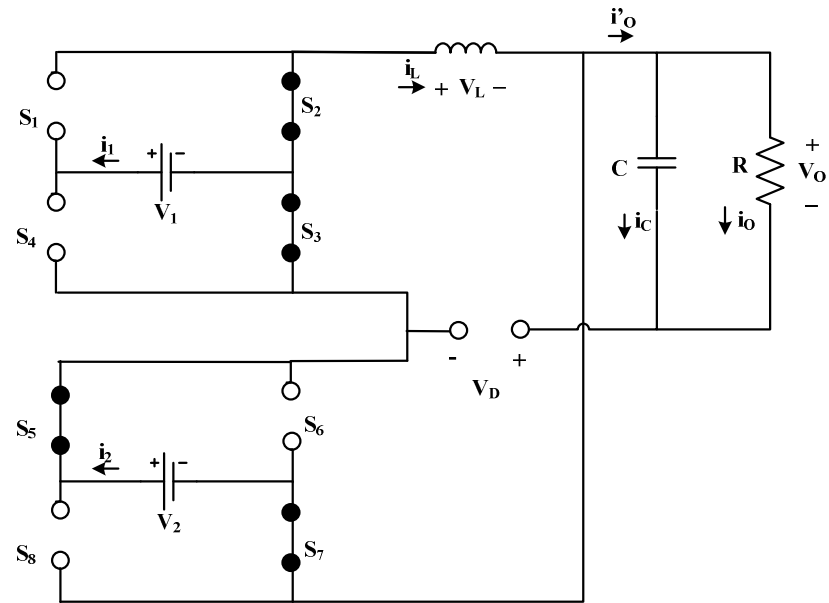 i'O
iL
+ VL −
S1
S2
i1
+ −
V1
S4
S3
C
iC
R
iO
+
VO
−
- +
VD
S5
S6
i2
+ −
V2
S8
S7